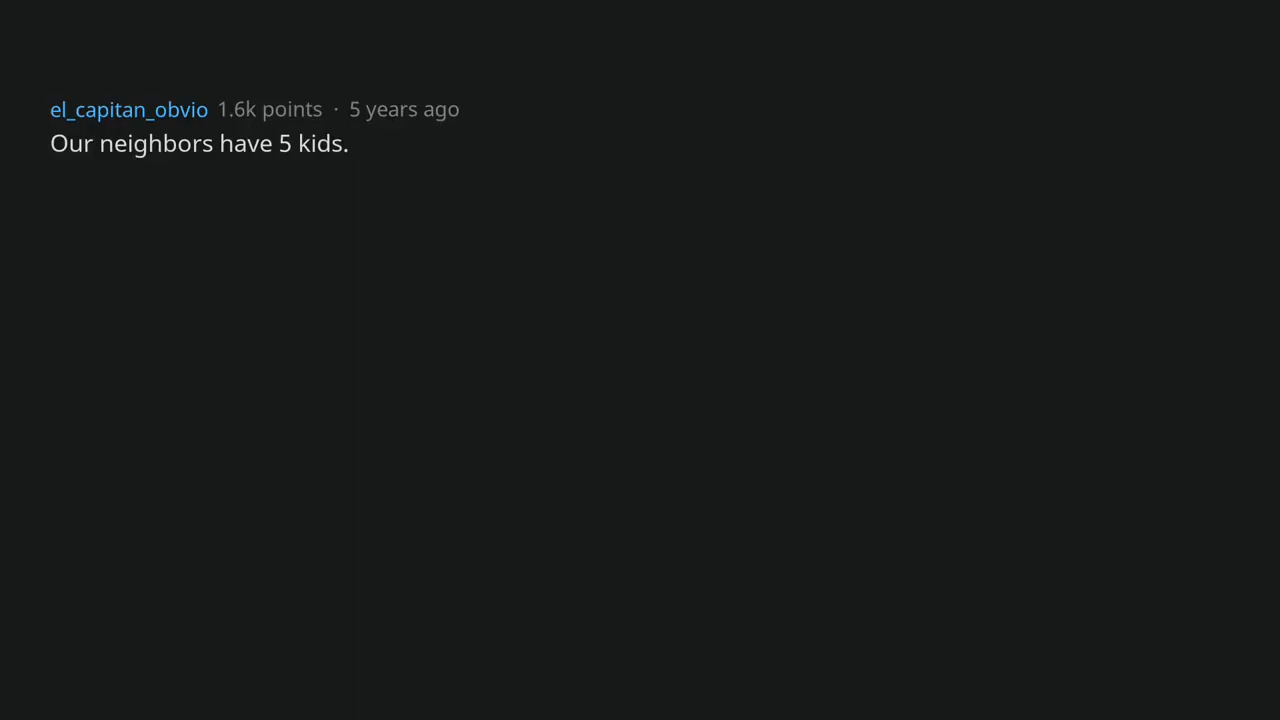 el_capitan_obvio 1.6k points · 5 years ago
Our neighbors have 5 kids.